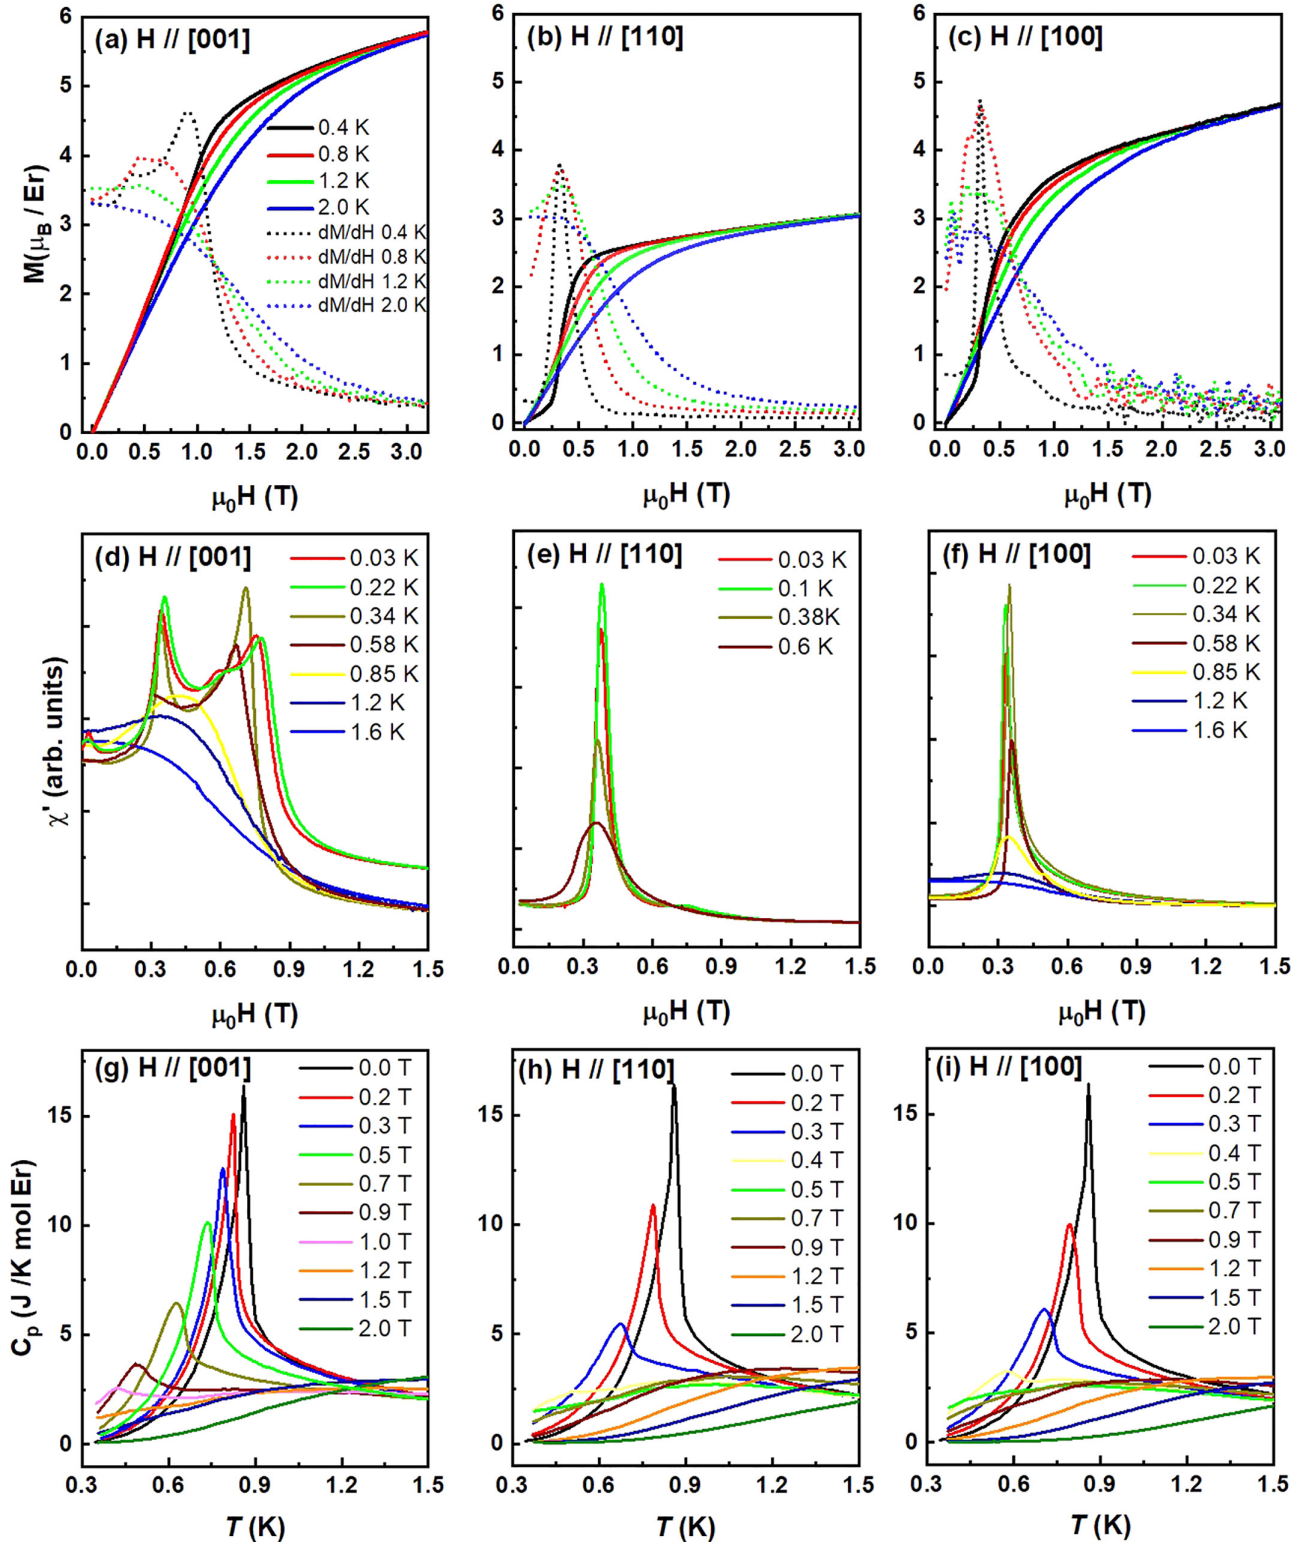 (a) H // [001]
6
5
4
3
2
1
0
M(μB / Er)
0.4 K
0.8 K
1.2 K
2.0 K
dM/dH 0.4 K
dM/dH 0.8 K
dM/dH 1.2 K
dM/dH 2.0 K
0.0 0.5 1.0 1.5 2.0 2.5 3.0
μ0H (T)
(b) H // [110]
6
5
4
3
2
1
0
0.0 0.5 1.0 1.5 2.0 2.5 3.0
μ0H (T)
(c) H // [100]
6
5
4
3
2
1
0
0.0 0.5 1.0 1.5 2.0 2.5 3.0
μ0H (T)
(d) H // [001]
χ' (arb. units)
0.03 K
0.22 K
0.34 K
0.58 K
0.85 K
1.2 K
1.6 K
0.0 0.3 0.6 0.9 1.2 1.5
μ0H (T)
(e) H // [110]
0.03 K
0.1 K
0.38K
0.6 K
0.0 0.3 0.6 0.9 1.2 1.5
μ0H (T)
(f) H // [100]
0.03 K
0.22 K
0.34 K
0.58 K
0.85 K
1.2 K
1.6 K
0.0 0.3 0.6 0.9 1.2 1.5
μ0H (T)
(g) H // [001]
15
10
5
0
Cp (J /K mol Er)
0.0 T
0.2 T
0.3 T
0.5 T
0.7 T
0.9 T
1.0 T
1.2 T
1.5 T
2.0 T
0.3 0.6 0.9 1.2 1.5
T (K)
(h) H // [110]
15
10
5
0
0.0 T
0.2 T
0.3 T
0.4 T
0.5 T
0.7 T
0.9 T
1.2 T
1.5 T
2.0 T
0.3 0.6 0.9 1.2 1.5
T (K)
(i) H // [100]
15
10
5
0
0.0 T
0.2 T
0.3 T
0.4 T
0.5 T
0.7 T
0.9 T
1.2 T
1.5 T
2.0 T
0.3 0.6 0.9 1.2 1.5
T (K)